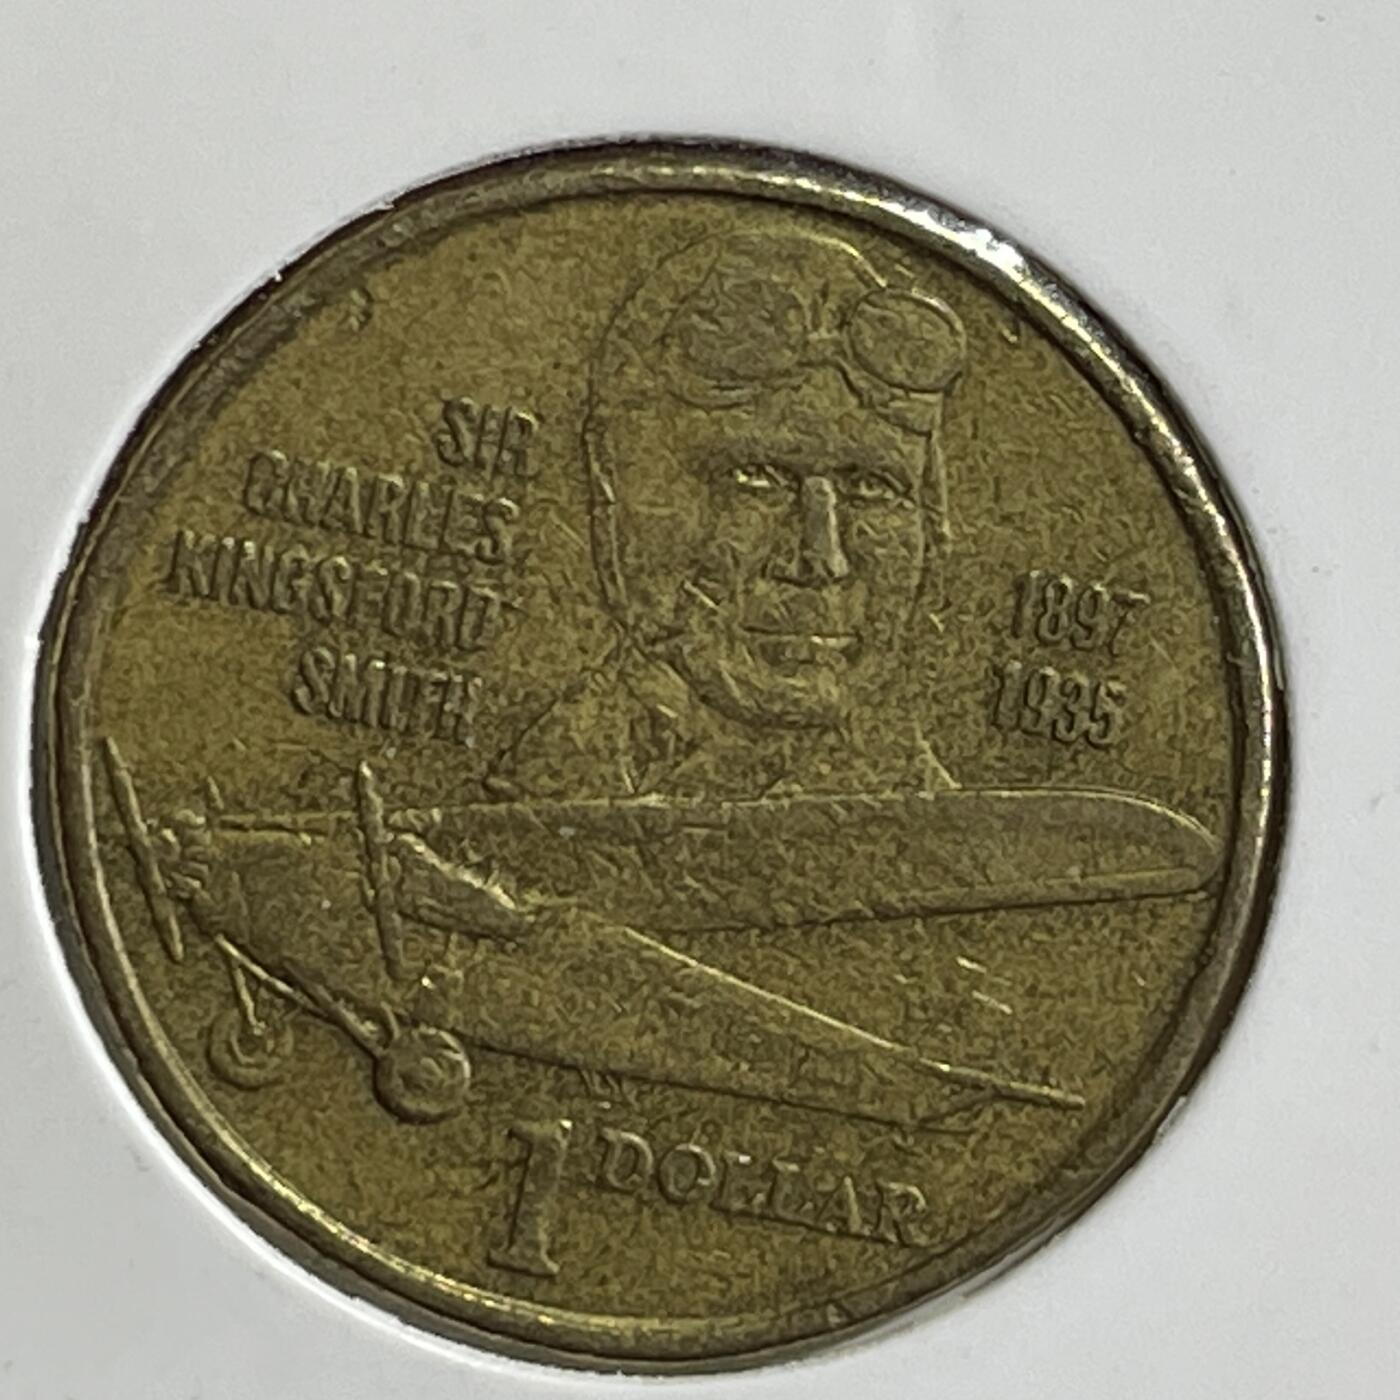 SIR
CHARLES
KINGSFORD
SMITH
1897
1935
1 DOLLAR